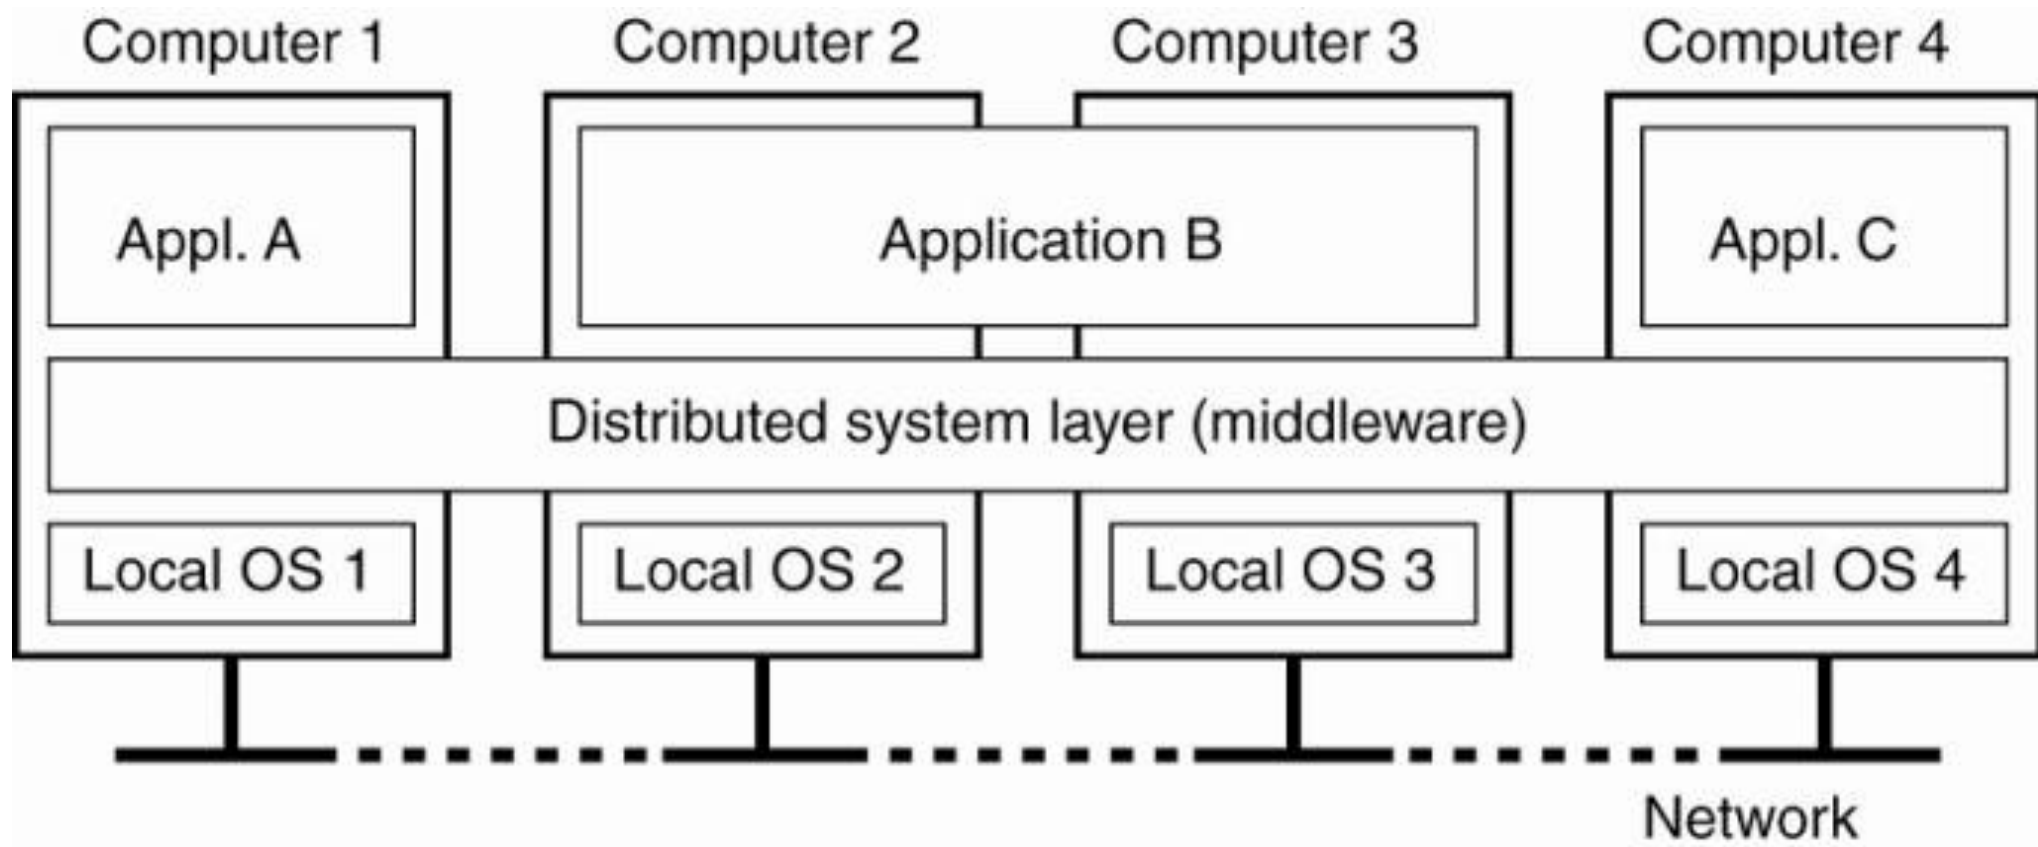 Computer 1
Computer 2
Computer 3
Computer 4
Appl. A
Application B
Appl. C
Distributed system layer (middleware)
Local OS 1
Local OS 2
Local OS 3
Local OS 4
Network